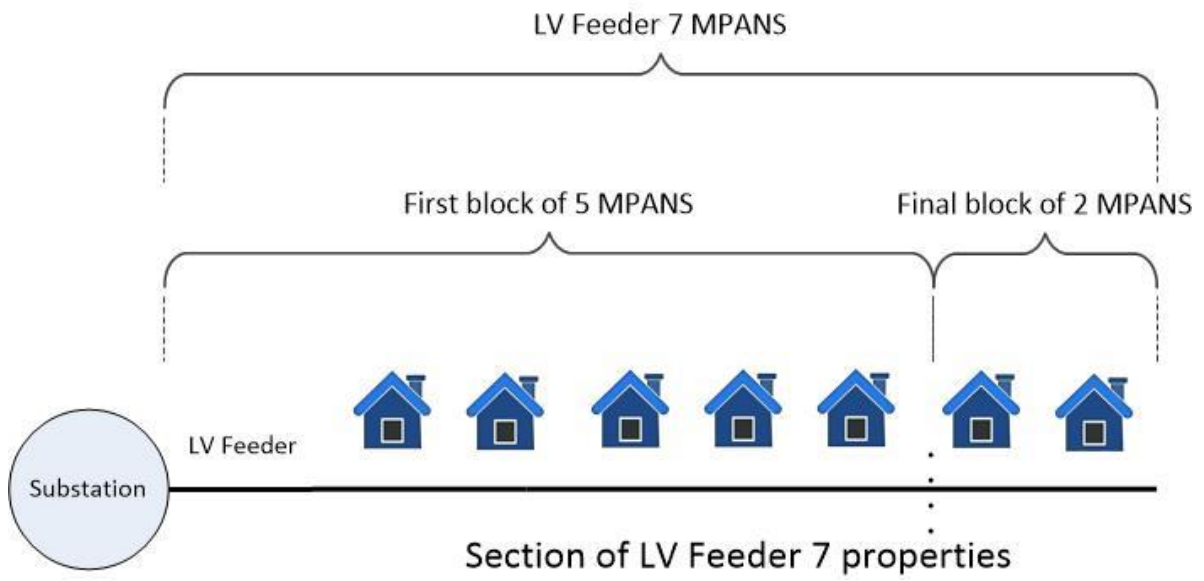 LV Feeder 7 MPANS
First block of 5 MPANS
Final block of 2 MPANS
LV Feeder
Substation
Section of LV Feeder 7 properties